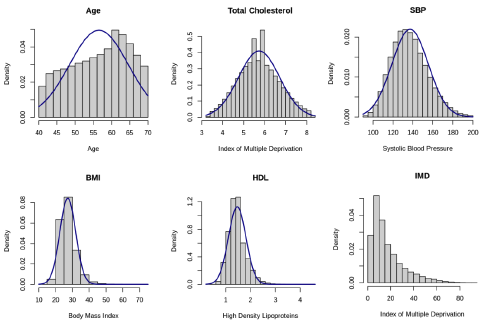 Age
Density
0.00
0.02
0.04
40 45 50 55 60 65 70
Age
Total Cholesterol
Density
0.0 0.1 0.2 0.3 0.4 0.5
3 4 5 6 7 8
Index of Multiple Deprivation
SBP
Density
0.000 0.010 0.020
100 120 140 160 180 200
Systolic Blood Pressure
BMI
Density
0.00 0.02 0.04 0.06 0.08
10 20 30 40 50 60 70
Body Mass Index
HDL
Density
0.0 0.4 0.8 1.2
1 2 3 4
High Density Lipoproteins
IMD
Density
0.00 0.02 0.04
0 20 40 60 80
Index of Multiple Deprivation